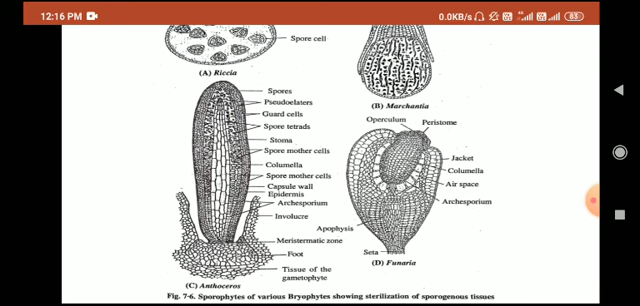 12:16 PM
0.0KB/s
83
Spore cell
(A) Riccia
(B) Marchantia
Spores
Pseudoelaters
Guard cells
Spore tetrads
Stoma
Spore mother cells
Columella
Spore mother cells
Capsule wall
Epidermis
Archesporium
Involucre
Meristermatic zone
Foot
Tissue of the
gametophyte
(C) Anthoceros
Operculum
Peristome
Jacket
Columella
Air space
Archesporium
Apophysis
Seta
(D) Funaria
Fig. 7-6. Sporophytes of various Bryophytes showing sterilization of sporogenous tissues